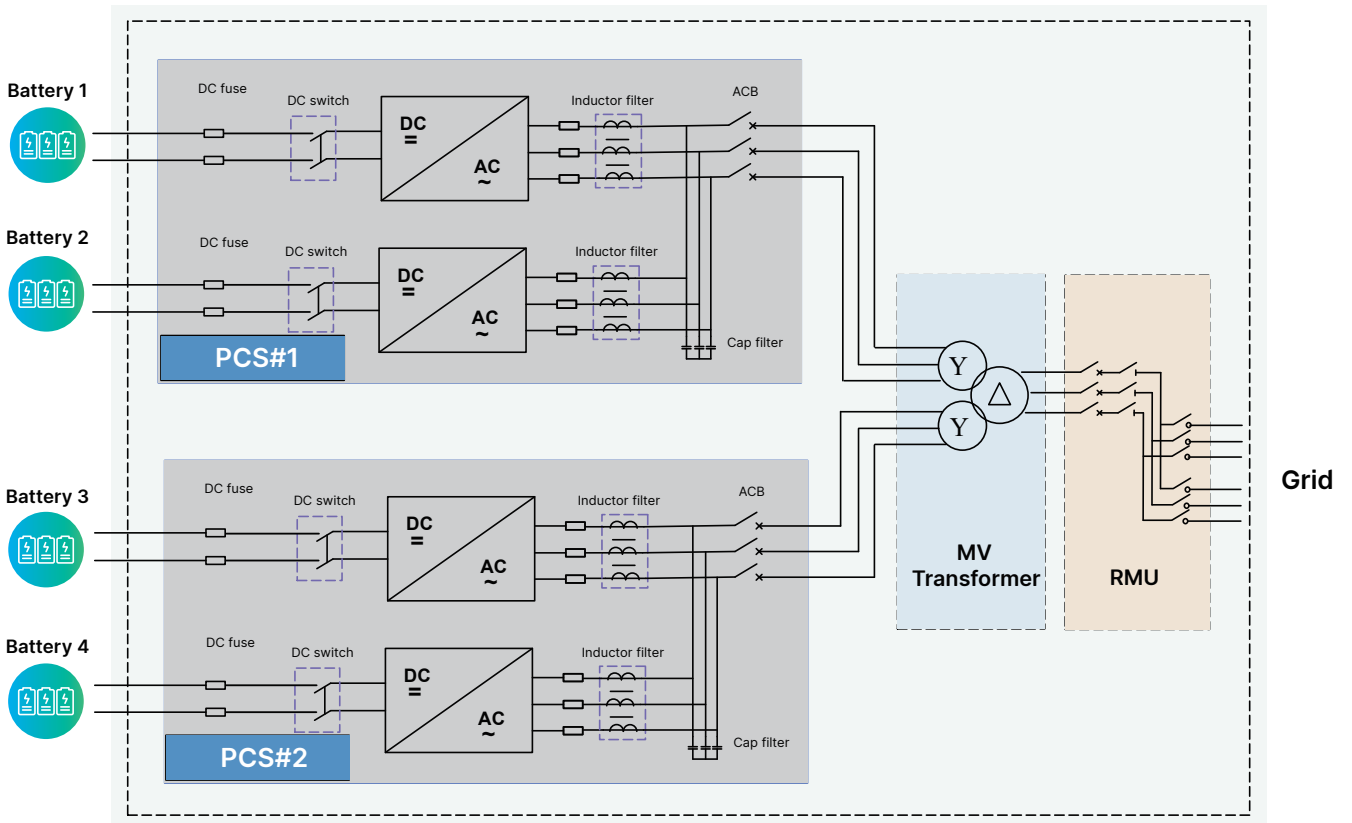 Battery 1
DC fuse
DC switch
DC
=
AC
~
Inductor filter
ACB
Battery 2
DC fuse
DC switch
DC
=
AC
~
Inductor filter
Cap filter
PCS#1
Battery 3
DC fuse
DC switch
DC
=
AC
~
Inductor filter
ACB
Battery 4
DC fuse
DC switch
DC
=
AC
~
Inductor filter
Cap filter
PCS#2
Y
Δ
Y
MV
Transformer
RMU
Grid